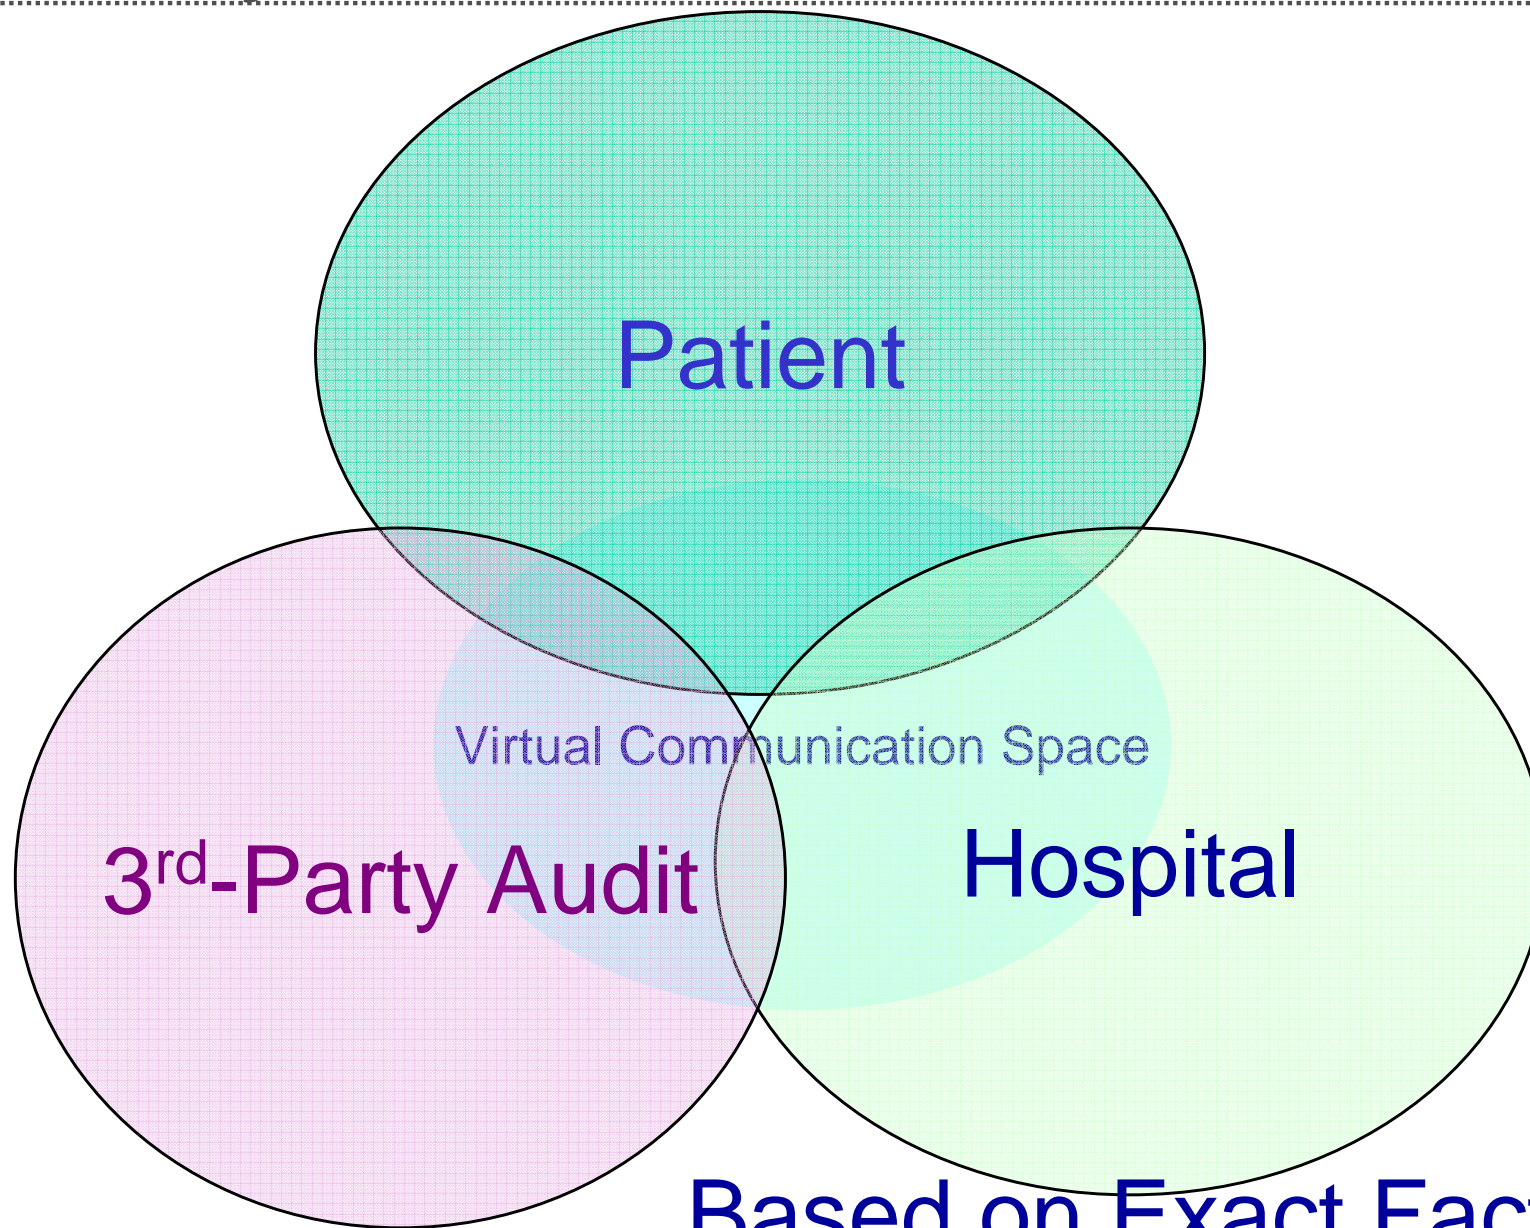 Patient
Virtual Communication Space
3rd-Party Audit
Hospital
Based on Exact